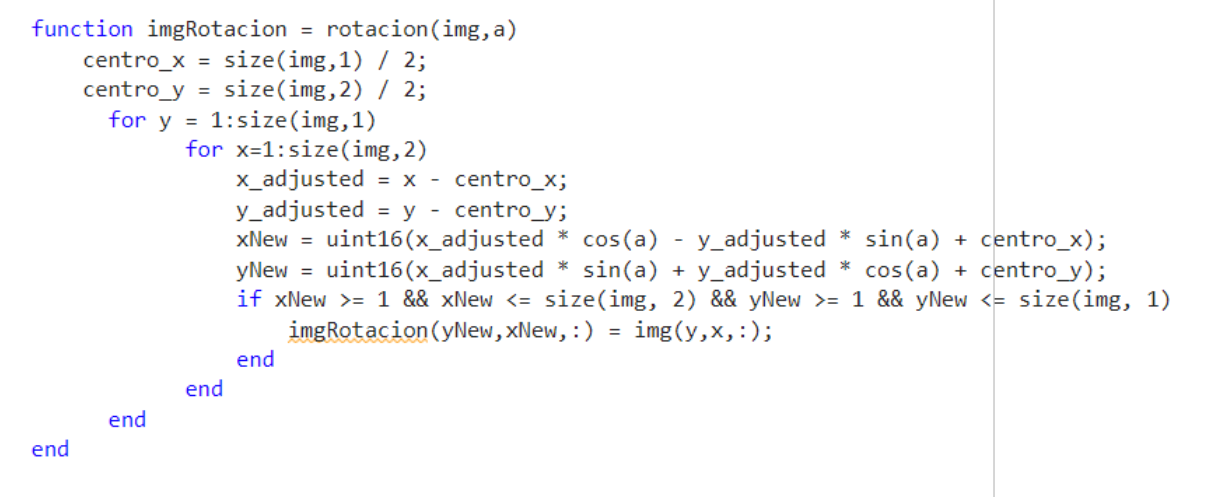 function imgRotacion = rotacion(img,a)
centro_x = size(img,1) / 2;
centro_y = size(img,2) / 2;
for y = 1:size(img,1)
for x=1:size(img,2)
x_adjusted = x - centro_x;
y_adjusted = y - centro_y;
xNew = uint16(x_adjusted * cos(a) - y_adjusted * sin(a) + centro_x);
yNew = uint16(x_adjusted * sin(a) + y_adjusted * cos(a) + centro_y);
if xNew >= 1 && xNew <= size(img, 2) && yNew >= 1 && yNew <= size(img, 1)
imgRotacion(yNew,xNew,:) = img(y,x,:);
end
end
end
end